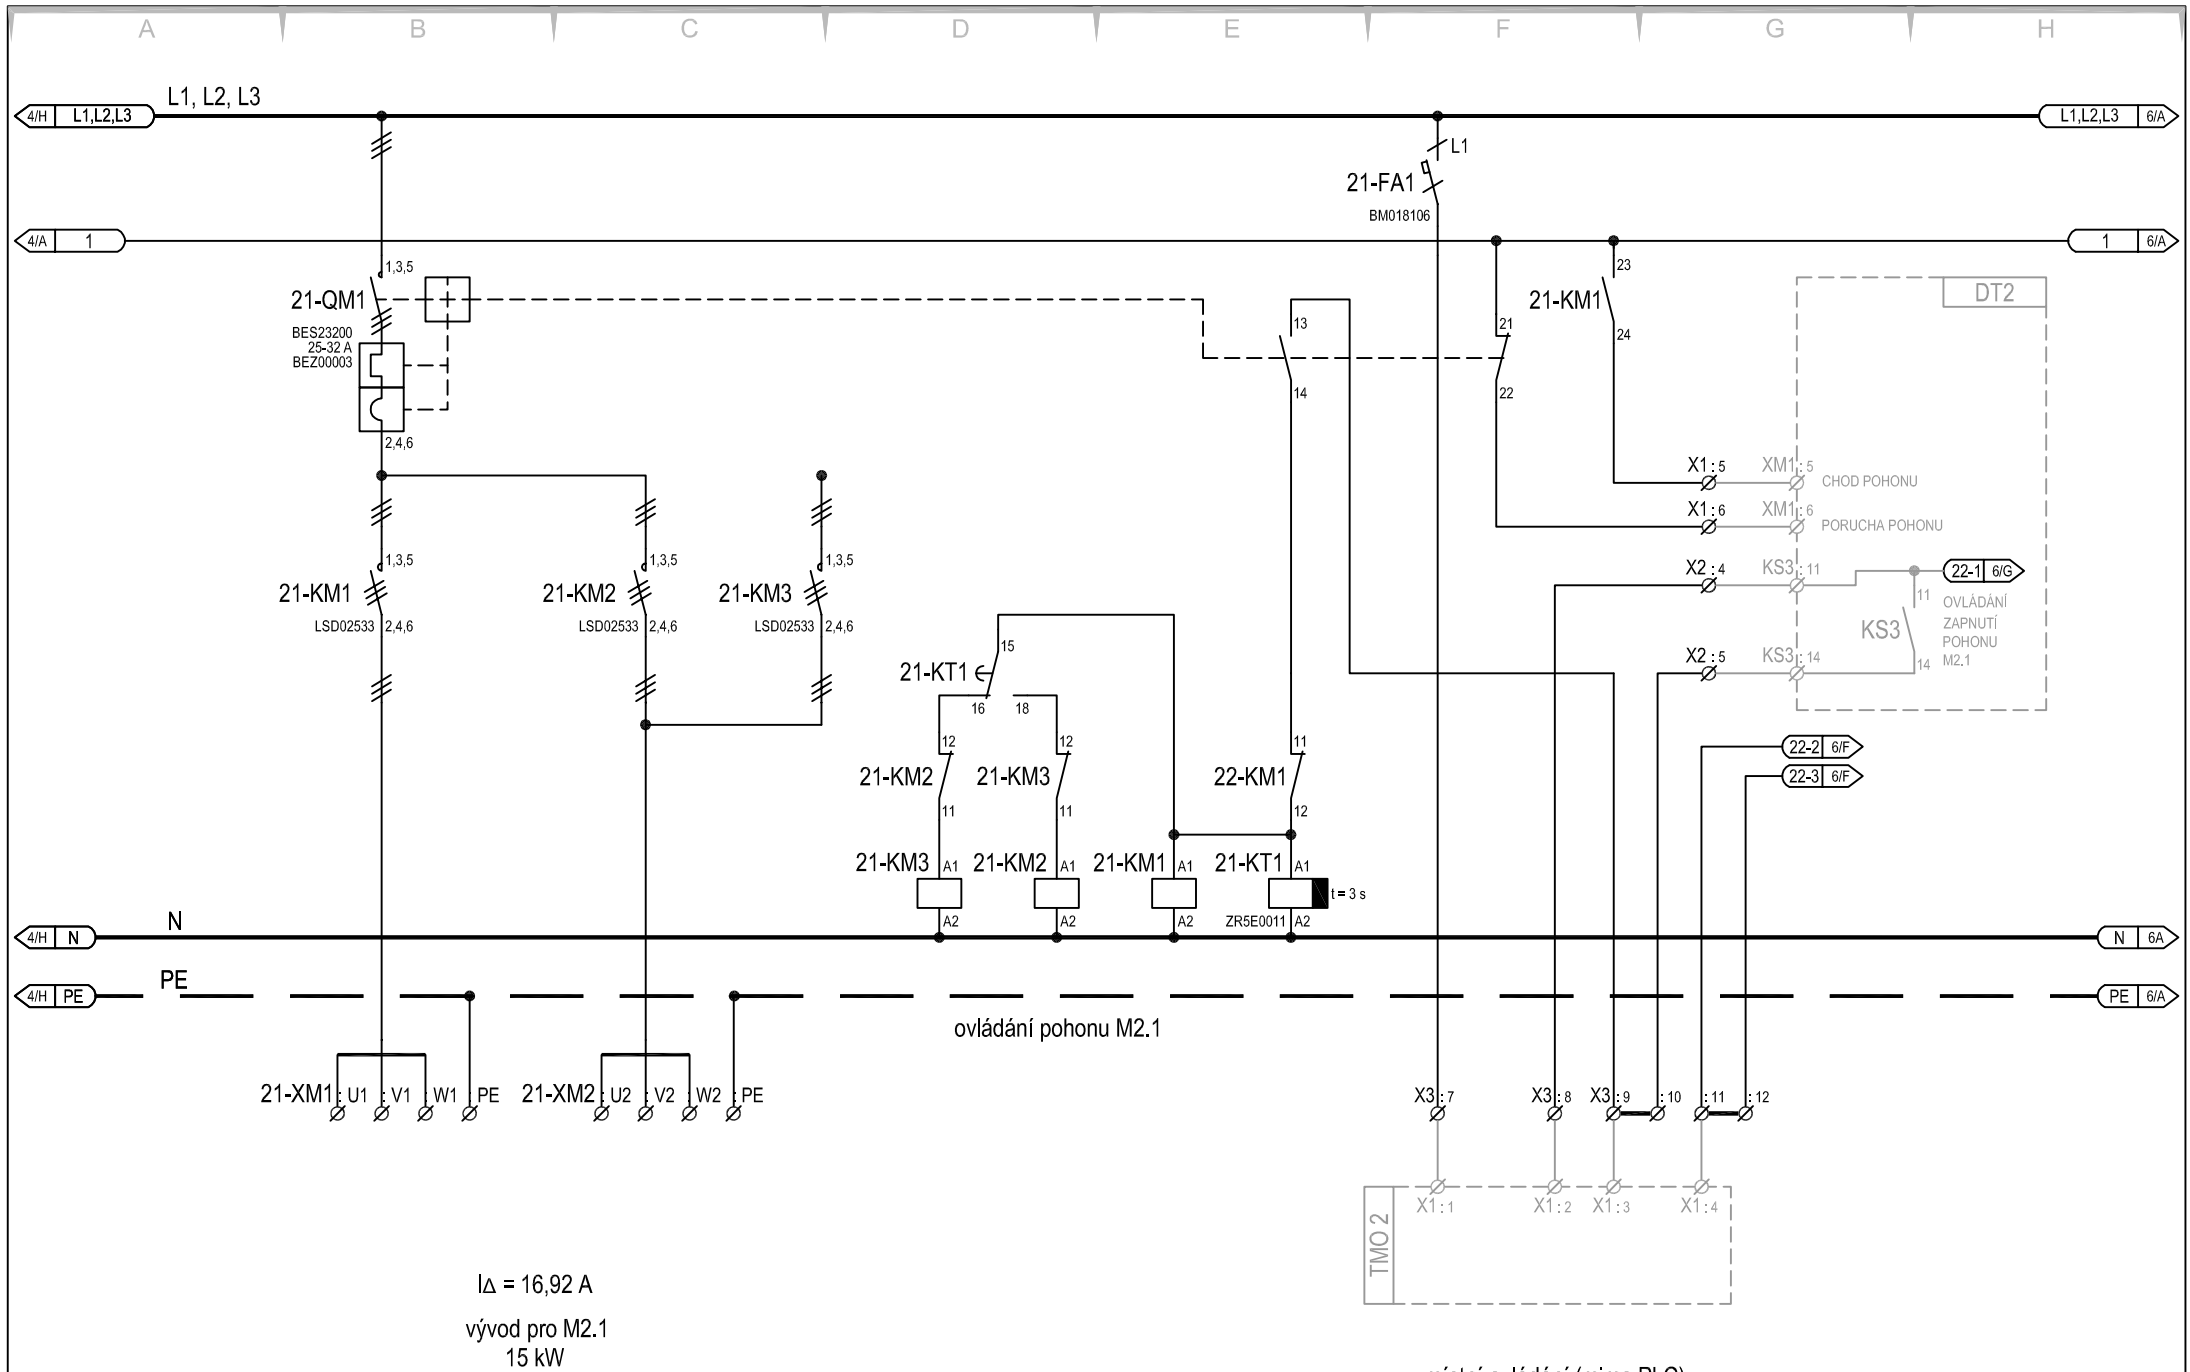 A B C D E F G H
L1, L2, L3
4/H L1,L2,L3
L1,L2,L3 6/A
L1
21-FA1
BM018106
4/A 1
1 6/A
1,3,5
21-QM1
BES23200
25-32 A
BEZ00003
2,4,6
13
14
21
22
23
21-KM1
24
DT2
X1:5 XM1:5 CHOD POHONU
X1:6 XM1:6 PORUCHA POHONU
X2:4 KS3:11
22-1 6/G
11
KS3
14
OVLÁDÁNÍ
ZAPNUTÍ
POHONU
M2.1
X2:5 KS3:14
1,3,5 1,3,5 1,3,5
21-KM1 21-KM2 21-KM3
LSD02533 2,4,6 LSD02533 2,4,6 LSD02533 2,4,6
15
21-KT1
16 18
12 12 11
21-KM2 21-KM3 22-KM1
11 11 12
22-2 6/F
22-3 6/F
21-KM3 A1 21-KM2 A1 21-KM1 A1 21-KT1 A1
t = 3 s
A2 A2 A2 ZR5E0011 A2
N
4/H N
N 6A
PE
4/H PE
PE 6/A
ovládání pohonu M2.1
21-XM1 :U1 :V1 :W1 :PE 21-XM2 :U2 :V2 :W2 :PE
X3:7 X3:8 X3:9 :10 :11 :12
X1:1 X1:2 X1:3 X1:4
TMO 2
I∆ = 16,92 A
vývod pro M2.1
15 kW